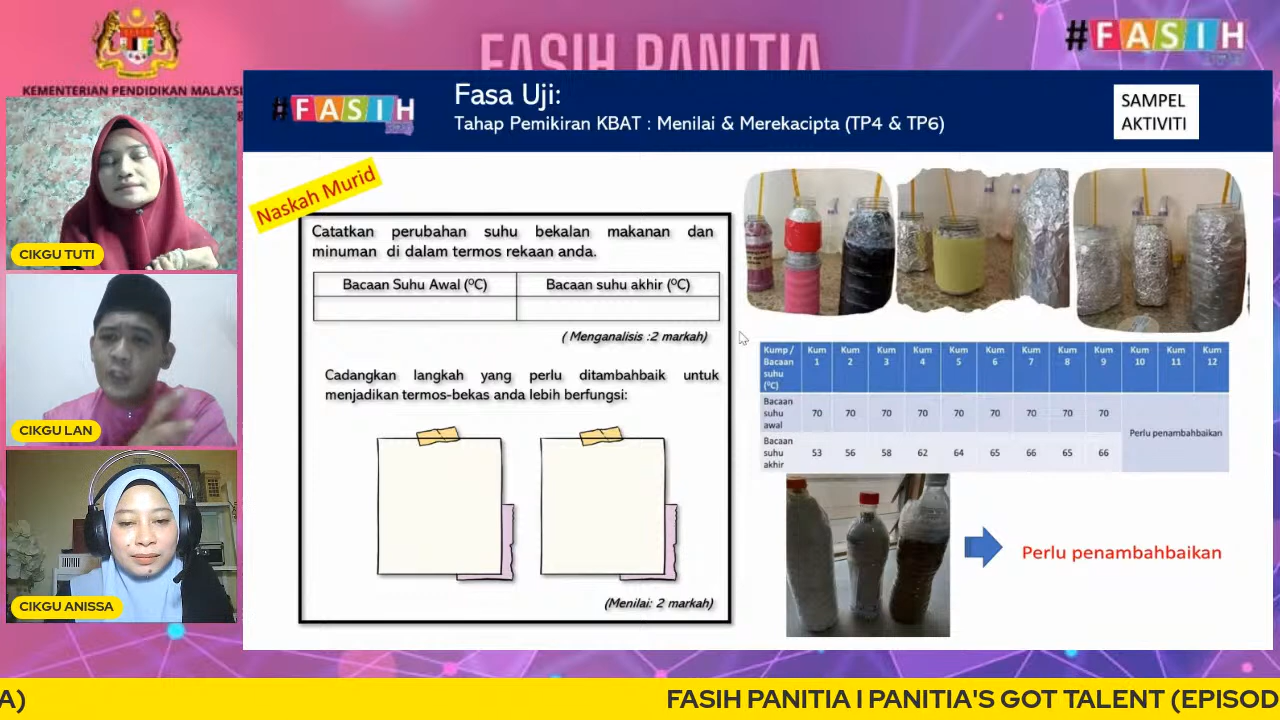 FASIH PANITIA
KEMENTERIAN PENDIDIKAN MALAYSI
#FASIH
#FASIH
Fasa Uji:
Tahap Pemikiran KBAT : Menilai & Merekacipta (TP4 & TP6)
SAMPEL
AKTIVITI
Naskah Murid
Catatkan perubahan suhu bekalan makanan dan
minuman di dalam termos rekaan anda.
Bacaan Suhu Awal (⁰C) Bacaan suhu akhir (⁰C)
( Menganalisis :2 markah)
Cadangkan langkah yang perlu ditambahbaik untuk
menjadikan termos-bekas anda lebih berfungsi:
(Menilai: 2 markah)
Kump / Bacaan suhu (⁰C) Kum 1 Kum 2 Kum 3 Kum 4 Kum 5 Kum 6 Kum 7 Kum 8 Kum 9 Kum 10 Kum 11 Kum 12
Bacaan suhu awal 70 70 70 70 70 70 70 70 70 Perlu penambahbaikan
Bacaan suhu akhir 53 56 58 62 64 65 66 65 66
Perlu penambahbaikan
CIKGU TUTI
CIKGU LAN
CIKGU ANISSA
A) FASIH PANITIA I PANITIA'S GOT TALENT (EPISOD